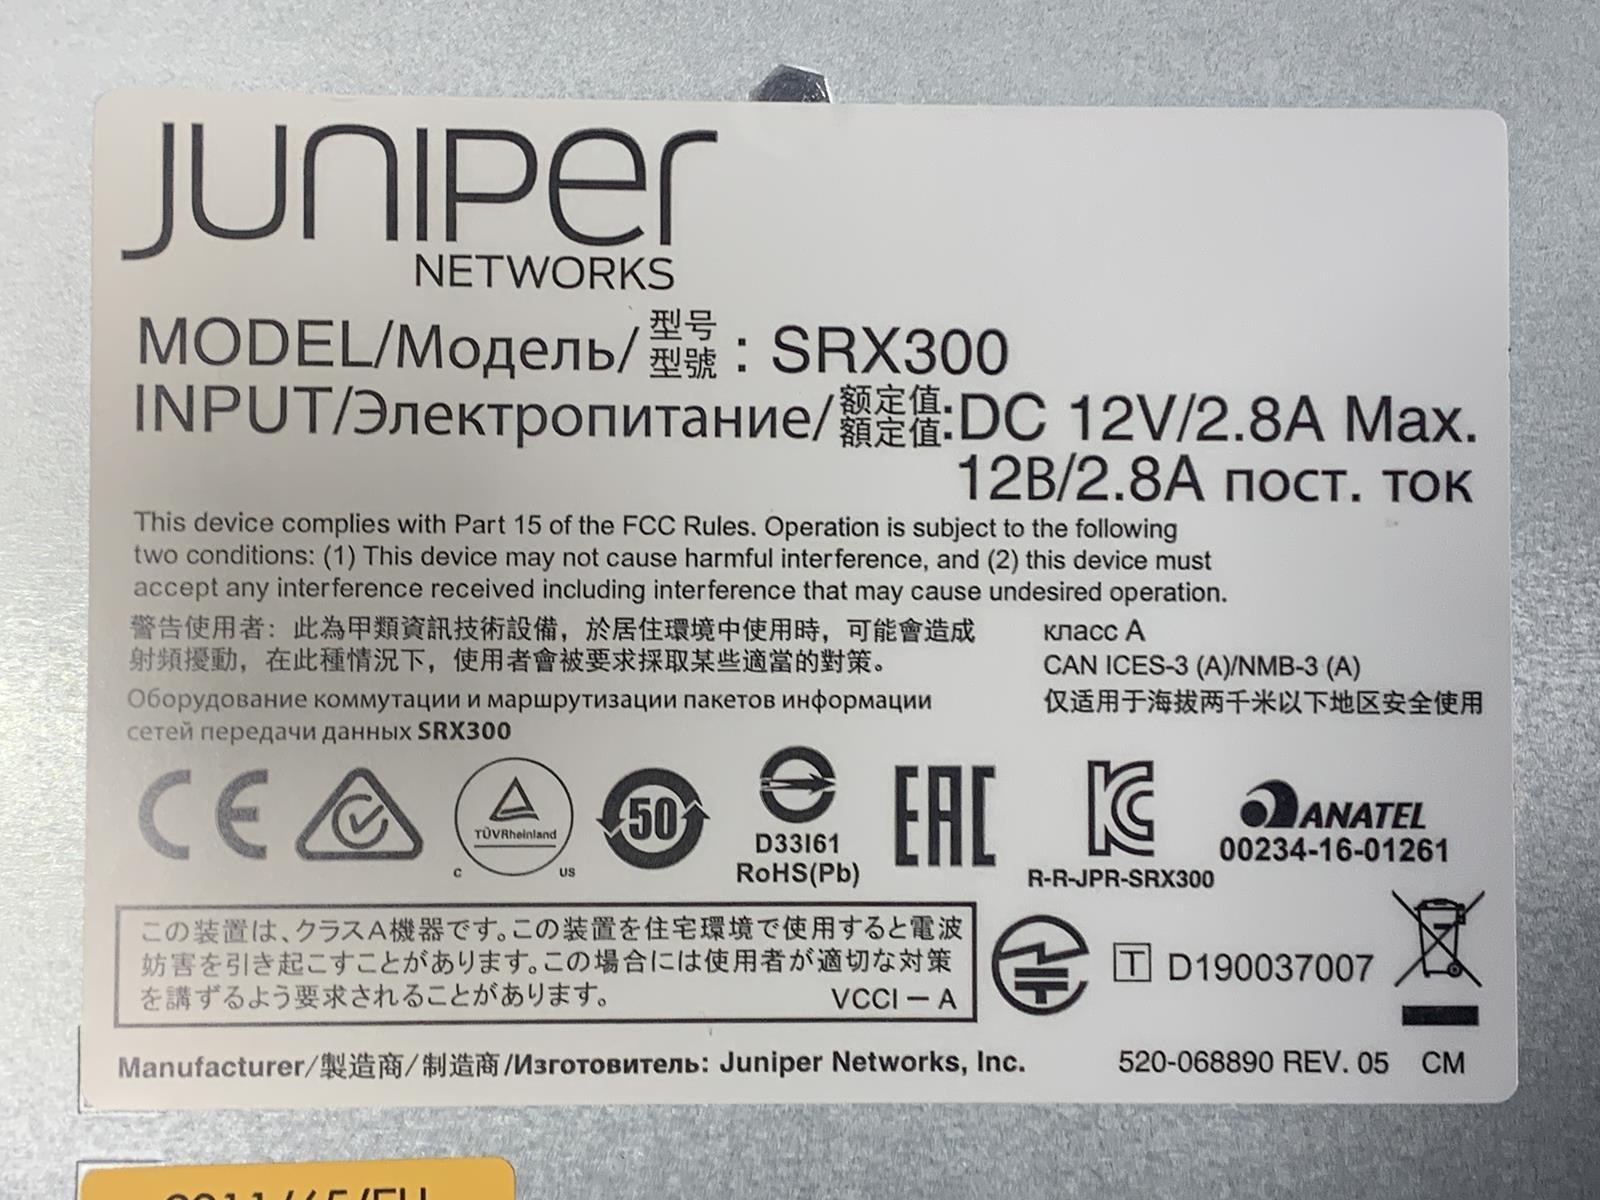 JUNIPER
NETWORKS
MODEL/Модель/型号 型號 : SRX300
INPUT/Электропитание/额定值 額定值:DC 12V/2.8A Max.
12В/2.8A пост. ток
This device complies with Part 15 of the FCC Rules. Operation is subject to the following
two conditions: (1) This device may not cause harmful interference, and (2) this device must
accept any interference received including interference that may cause undesired operation.
警告使用者：此為甲類資訊技術設備，於居住環境中使用時，可能會造成
射頻擾動，在此種情況下，使用者會被要求採取某些適當的對策。
класс A
CAN ICES-3 (A)/NMB-3 (A)
仅适用于海拔两千米以下地区安全使用
Оборудование коммутации и маршрутизации пакетов информации
сетей передачи данных SRX300
CE
TÜVRheinland
C US
50
D33I61
RoHS(Pb)
EAC
KC
R-R-JPR-SRX300
ANATEL
00234-16-01261
この装置は、クラスA機器です。この装置を住宅環境で使用すると電波
妨害を引き起こすことがあります。この場合には使用者が適切な対策
を講ずるよう要求されることがあります。
VCCI－A
T D190037007
Manufacturer/製造商/制造商/Изготовитель: Juniper Networks, Inc.
520-068890 REV. 05 CM
2011/65/EU